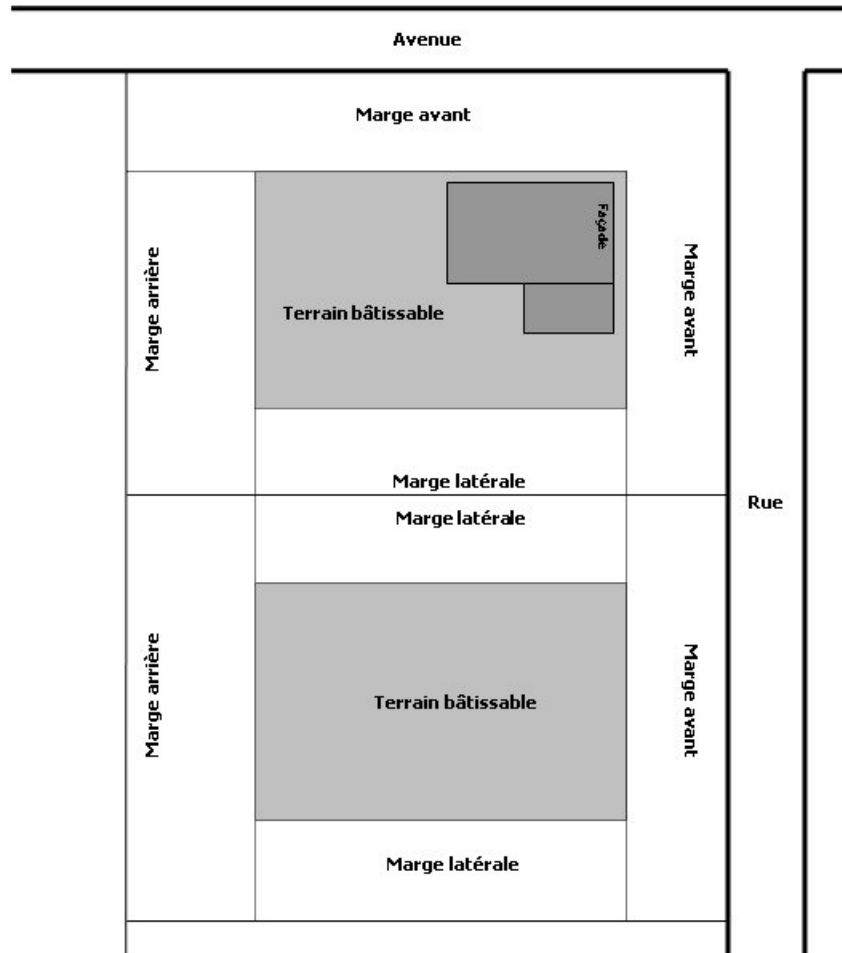 Avenue
Marge avant
Façade
Marge arrière
Marge avant
Terrain bâtissable
Marge latérale
Rue
Marge latérale
Marge arrière
Terrain bâtissable
Marge avant
Marge latérale